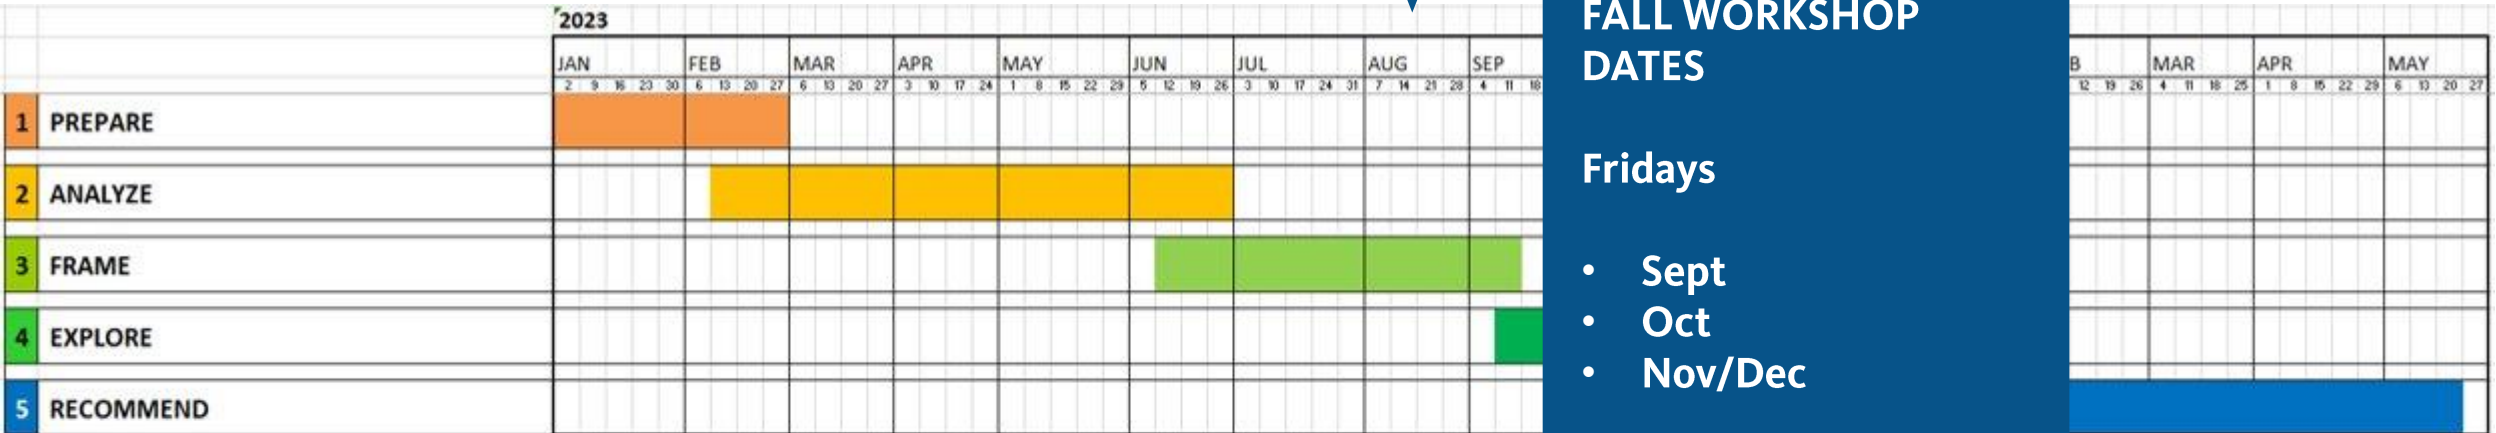 2023
FALL WORKSHOP
DATES
JAN FEB MAR APR MAY JUN JUL AUG SEP B MAR APR MAY
2 9 16 23 30 6 13 20 27 6 13 20 27 3 10 17 24 1 8 15 22 29 5 12 19 26 3 10 17 24 31 7 14 21 28 4 11 18 12 19 26 4 11 18 25 1 8 15 22 29 6 13 20 27
1 PREPARE
Fridays
2 ANALYZE
3 FRAME
• Sept
4 EXPLORE
• Oct
• Nov/Dec
5 RECOMMEND